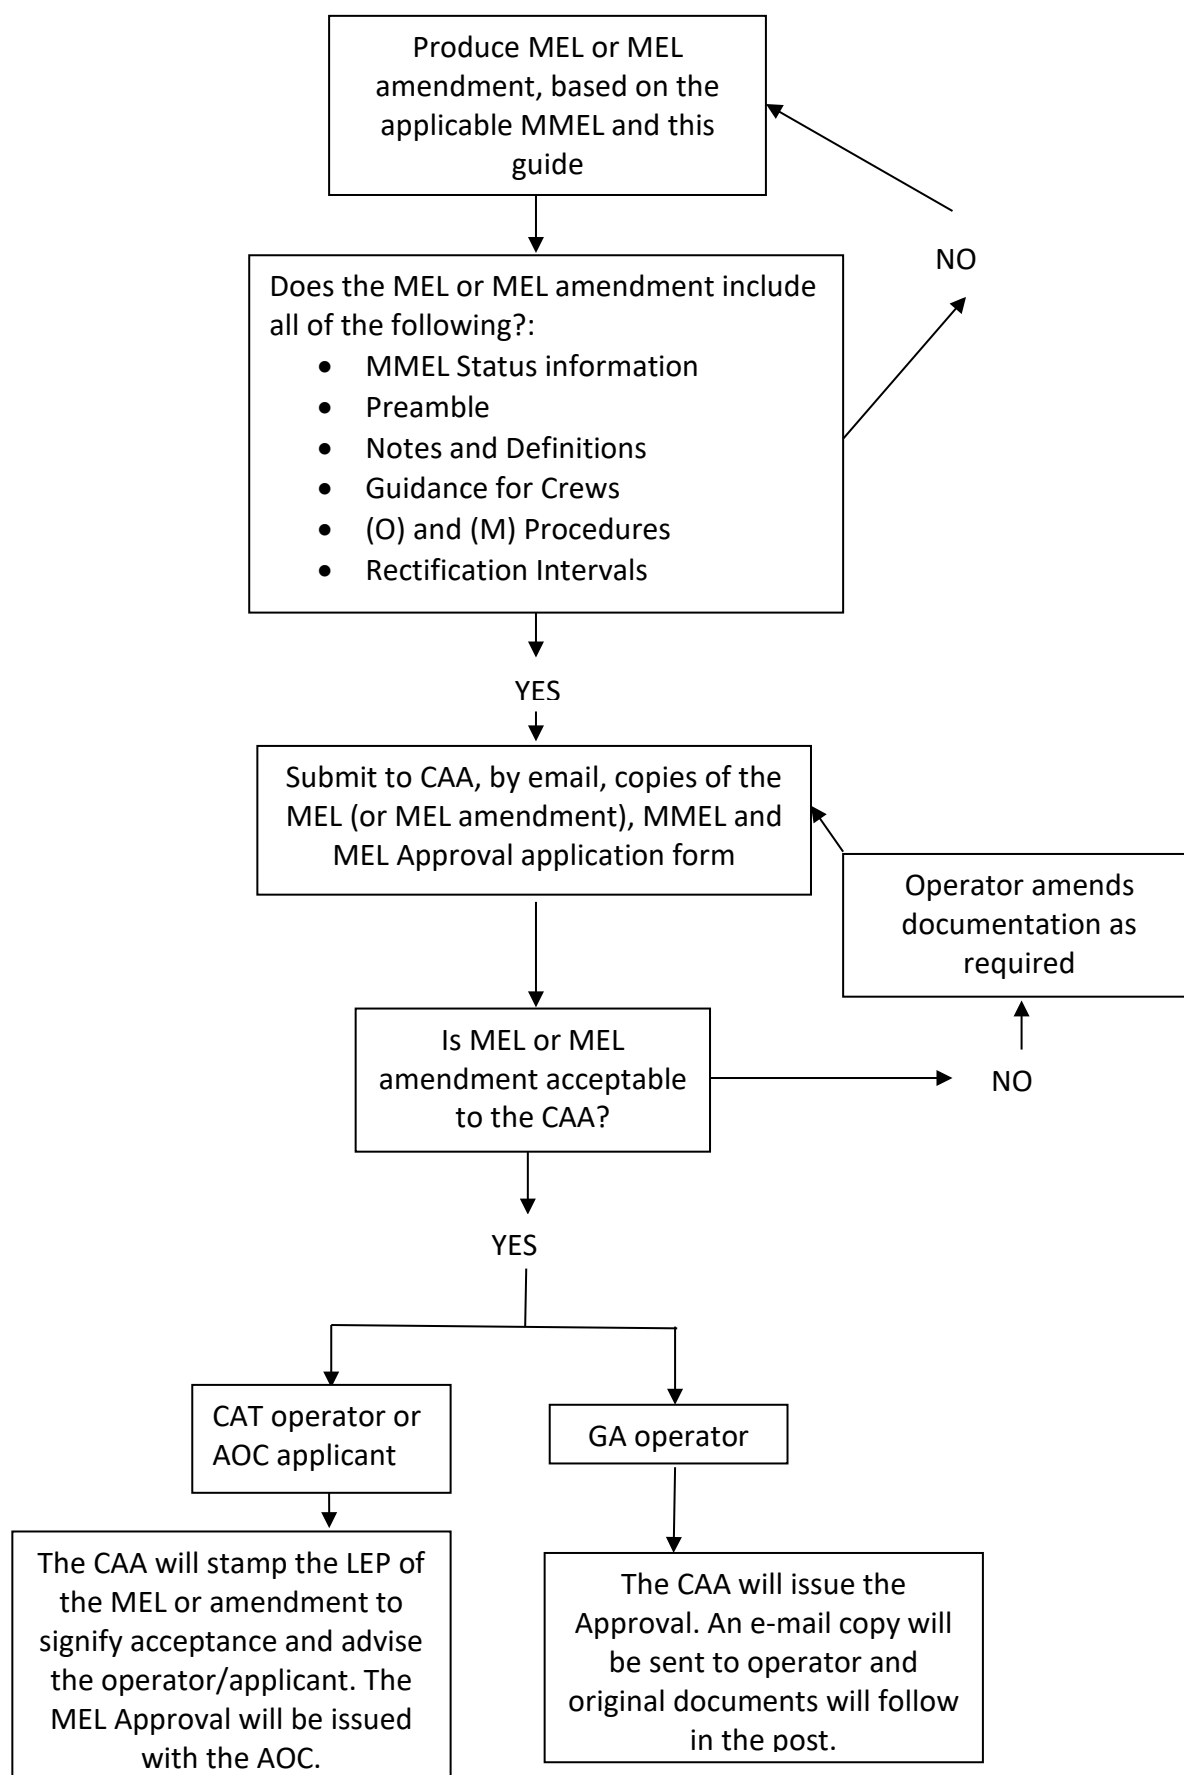 Produce MEL or MEL
amendment, based on the
applicable MMEL and this
guide
NO
Does the MEL or MEL amendment include
all of the following?:
• MMEL Status information
• Preamble
• Notes and Definitions
• Guidance for Crews
• (O) and (M) Procedures
• Rectification Intervals
YES
Submit to CAA, by email, copies of the
MEL (or MEL amendment), MMEL and
MEL Approval application form
Operator amends
documentation as
required
Is MEL or MEL
amendment acceptable
to the CAA?
NO
YES
CAT operator or
AOC applicant
GA operator
The CAA will stamp the LEP of
the MEL or amendment to
signify acceptance and advise
the operator/applicant. The
MEL Approval will be issued
with the AOC.
The CAA will issue the
Approval. An e-mail copy will
be sent to operator and
original documents will follow
in the post.